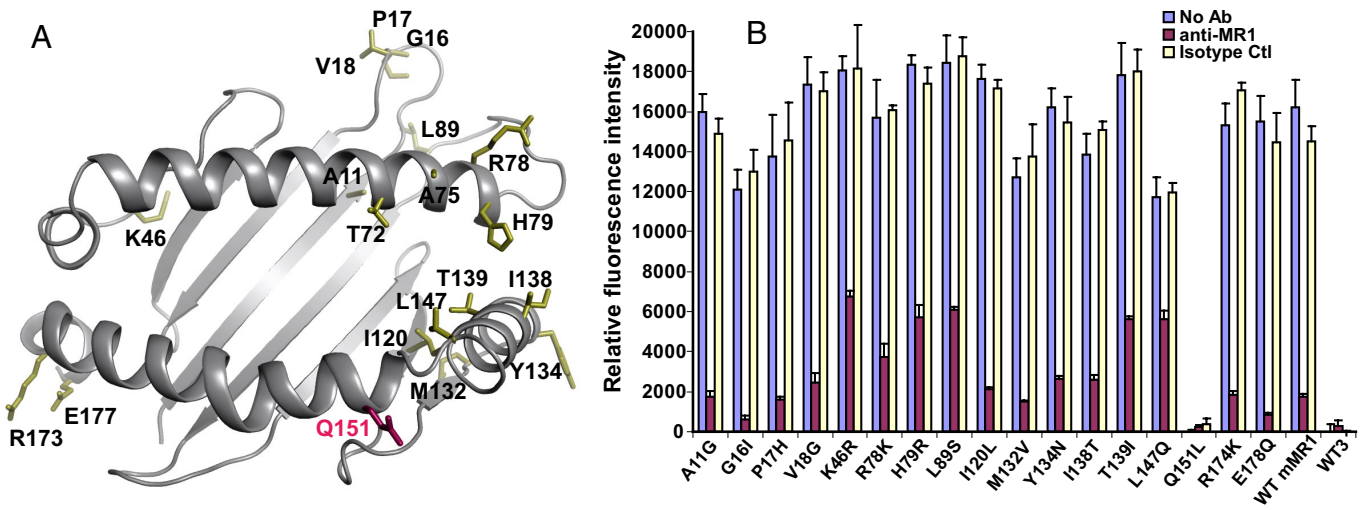 A
P17
G16
V18
L89
R78
A11
A75
K46
T72
H79
T139
I138
L147
I120
M132
Y134
E177
R173
Q151
B
No Ab
anti-MR1
Isotype Ctl
Relative fluorescence intensity
20000
18000
16000
14000
12000
10000
8000
6000
4000
2000
0
A11G
G16I
P17H
V18G
K46R
R78K
H79R
L89S
I120L
M132V
Y134N
I138T
T139I
L147Q
Q151L
R174K
E178Q
WT mMR1
WT3